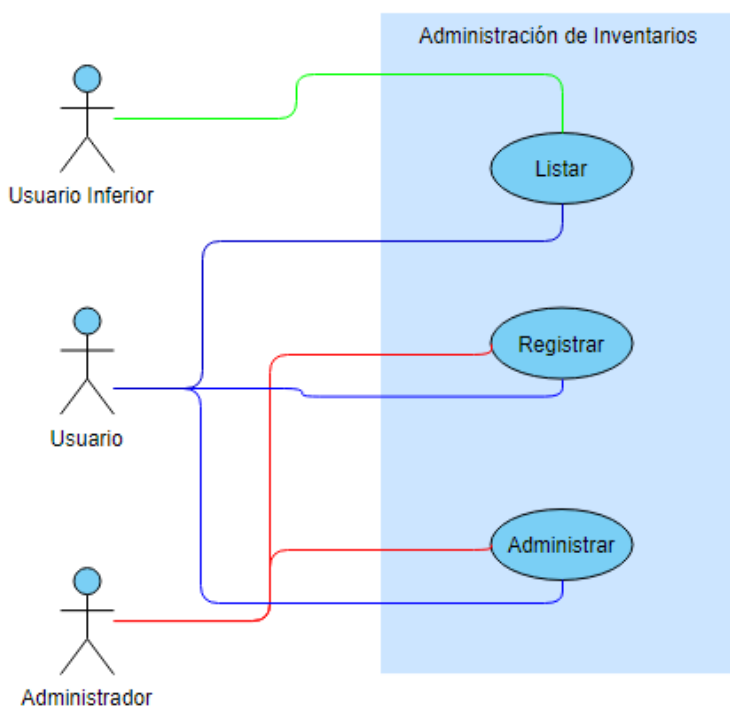 Administración de Inventarios
Usuario Inferior
Listar
Usuario
Registrar
Administrador
Administrar